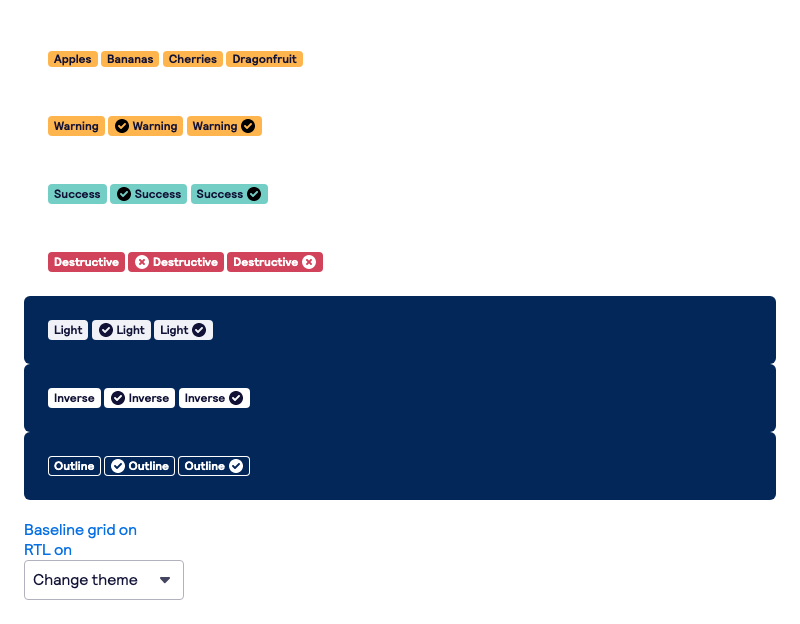 Apples Bananas Cherries Dragonfruit
Warning Warning Warning
Success Success Success
Destructive Destructive Destructive
Light Light Light
Inverse Inverse Inverse
Outline Outline Outline
Baseline grid on
RTL on
Change theme